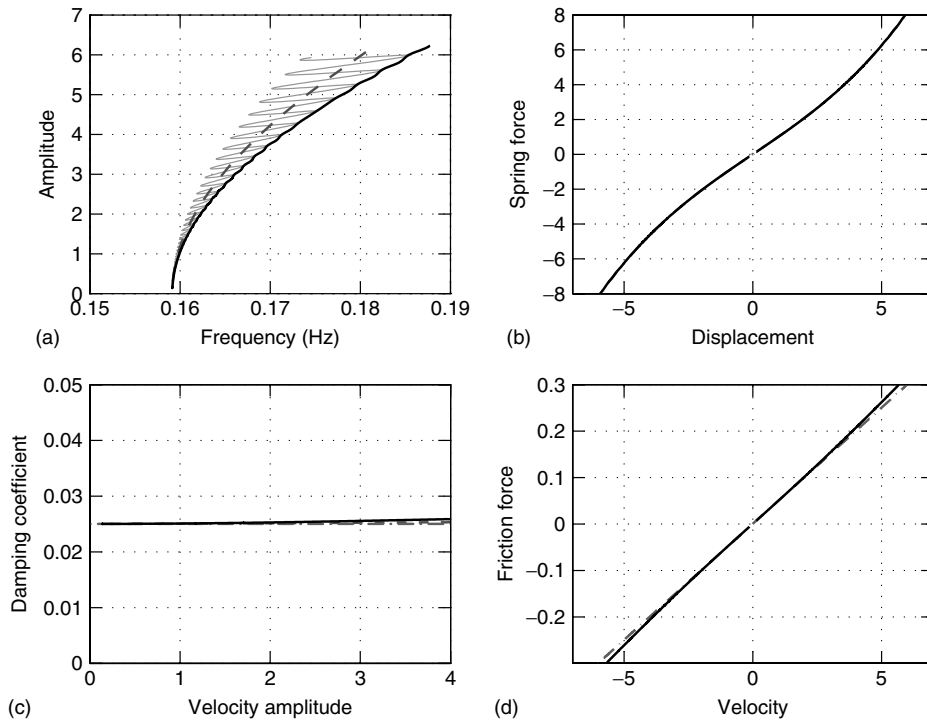 7
6
5
4
3
2
1
0
Amplitude
0.15 0.16 0.17 0.18 0.19
(a) Frequency (Hz)
8
6
4
2
0
−2
−4
−6
−8
Spring force
−5 0 5
(b) Displacement
0.05
0.04
0.03
0.02
0.01
0
Damping coefficient
0 1 2 3 4
(c) Velocity amplitude
0.3
0.2
0.1
0
−0.1
−0.2
Friction force
−5 0 5
(d) Velocity